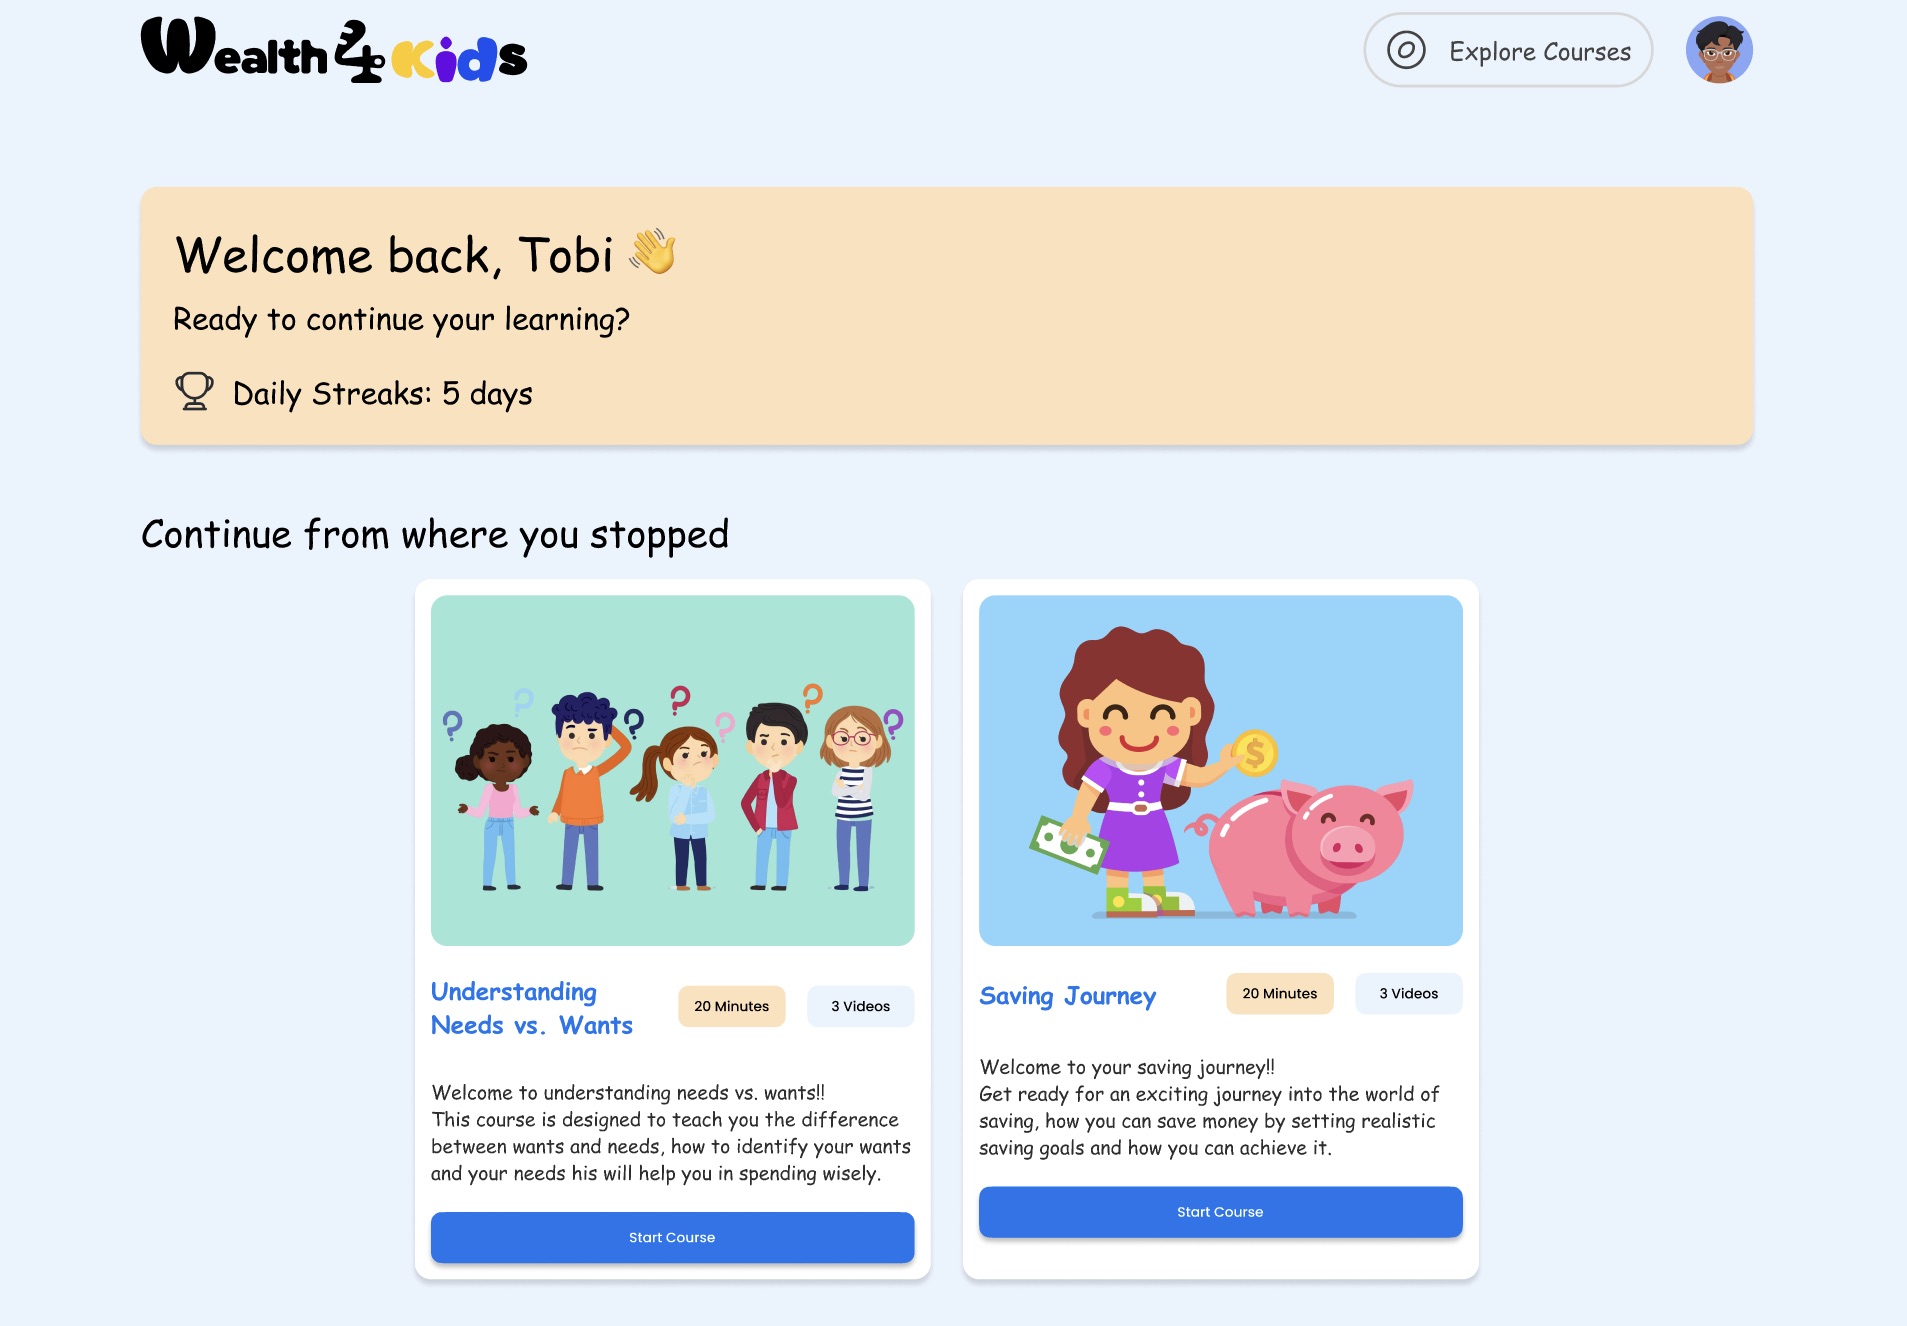 Wealth 4 Kids
Explore Courses
Welcome back, Tobi 👋
Ready to continue your learning?
Daily Streaks: 5 days
Continue from where you stopped
Understanding
Needs vs. Wants
20 Minutes
3 Videos
Welcome to understanding needs vs. wants!!
This course is designed to teach you the difference
between wants and needs, how to identify your wants
and your needs his will help you in spending wisely.
Start Course
$
Saving Journey
20 Minutes
3 Videos
Welcome to your saving journey!!
Get ready for an exciting journey into the world of
saving, how you can save money by setting realistic
saving goals and how you can achieve it.
Start Course